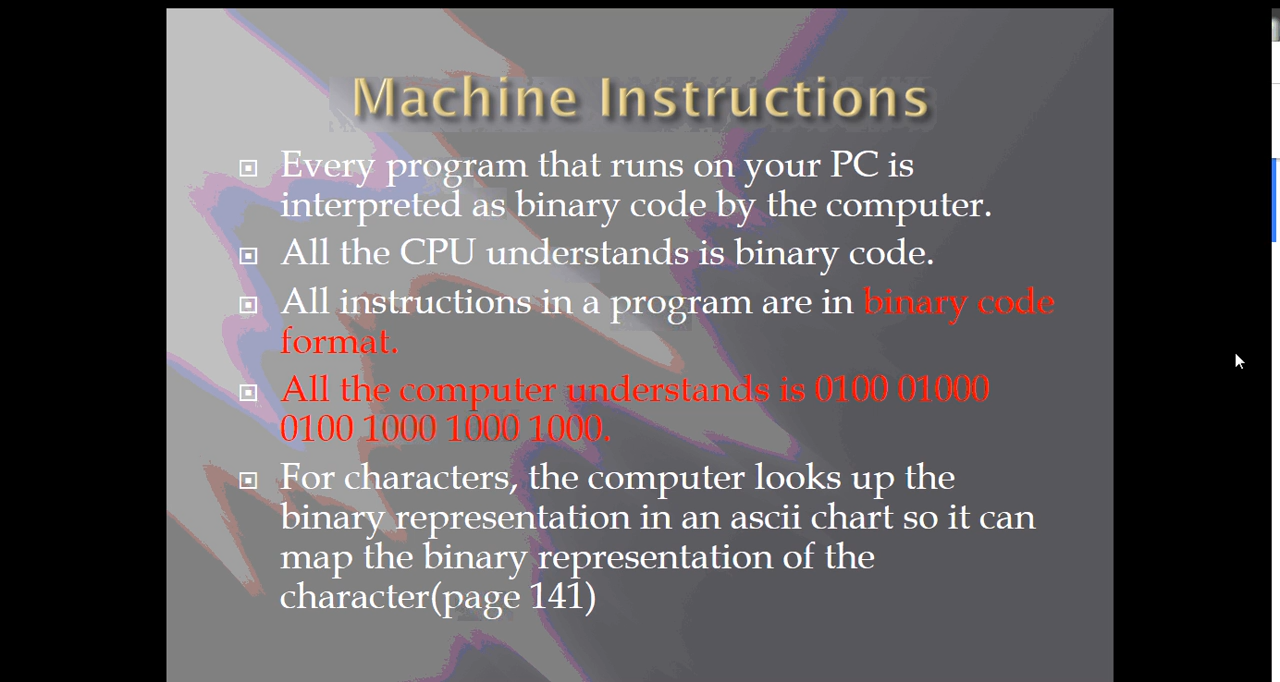 Machine Instructions
Every program that runs on your PC is
interpreted as binary code by the computer.
All the CPU understands is binary code.
All instructions in a program are in binary code
format.
All the computer understands is 0100 01000
0100 1000 1000 1000.
For characters, the computer looks up the
binary representation in an ascii chart so it can
map the binary representation of the
character(page 141)